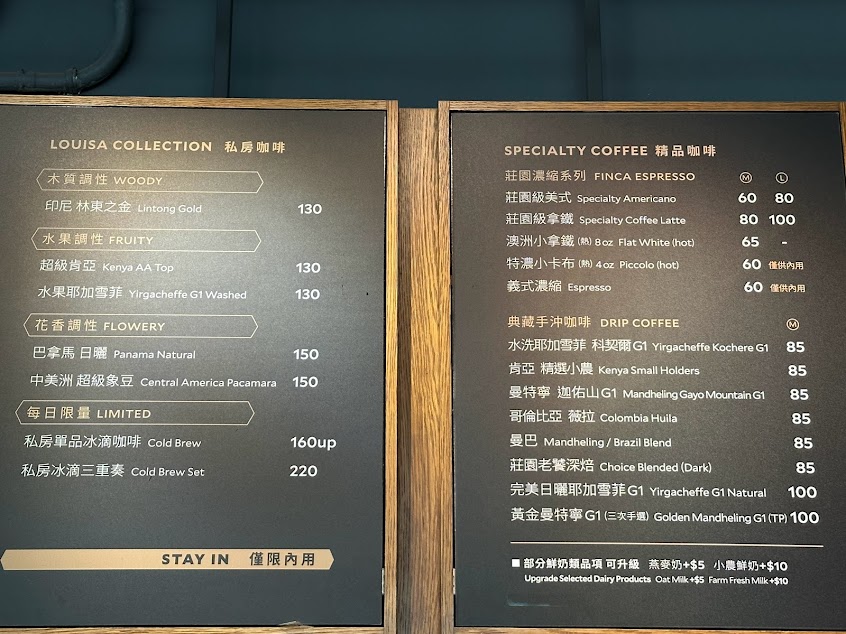 LOUISA COLLECTION 私房咖啡
木質調性 WOODY
印尼 林東之金 Lintong Gold 130
水果調性 FRUITY
超級肯亞 Kenya AA Top 130
水果耶加雪菲 Yirgacheffe G1 Washed 130
花香調性 FLOWERY
巴拿馬 日曬 Panama Natural 150
中美洲 超級象豆 Central America Pacamara 150
每日限量 LIMITED
私房單品冰滴咖啡 Cold Brew 160up
私房冰滴三重奏 Cold Brew Set 220
STAY IN 僅限內用
SPECIALTY COFFEE 精品咖啡
莊園濃縮系列 FINCA ESPRESSO M L
莊園級美式 Specialty Americano 60 80
莊園級拿鐵 Specialty Coffee Latte 80 100
澳洲小拿鐵(熱) 8oz Flat White (hot) 65 -
特濃小卡布(熱) 4oz Piccolo (hot) 60 僅供內用
義式濃縮 Espresso 60 僅供內用
典藏手沖咖啡 DRIP COFFEE M
水洗耶加雪菲 科契爾G1 Yirgacheffe Kochere G1 85
肯亞 精選小農 Kenya Small Holders 85
曼特寧 迦佑山G1 Mandheling Gayo Mountain G1 85
哥倫比亞 薇拉 Colombia Huila 85
曼巴 Mandheling / Brazil Blend 85
莊園老饕深焙 Choice Blended (Dark) 85
完美日曬耶加雪菲G1 Yirgacheffe G1 Natural 100
黃金曼特寧G1(三次手選) Golden Mandheling G1 (TP) 100
■ 部分鮮奶類品項 可升級 燕麥奶+$5 小農鮮奶+$10
Upgrade Selected Dairy Products Oat Milk+$5 Farm Fresh Milk+$10